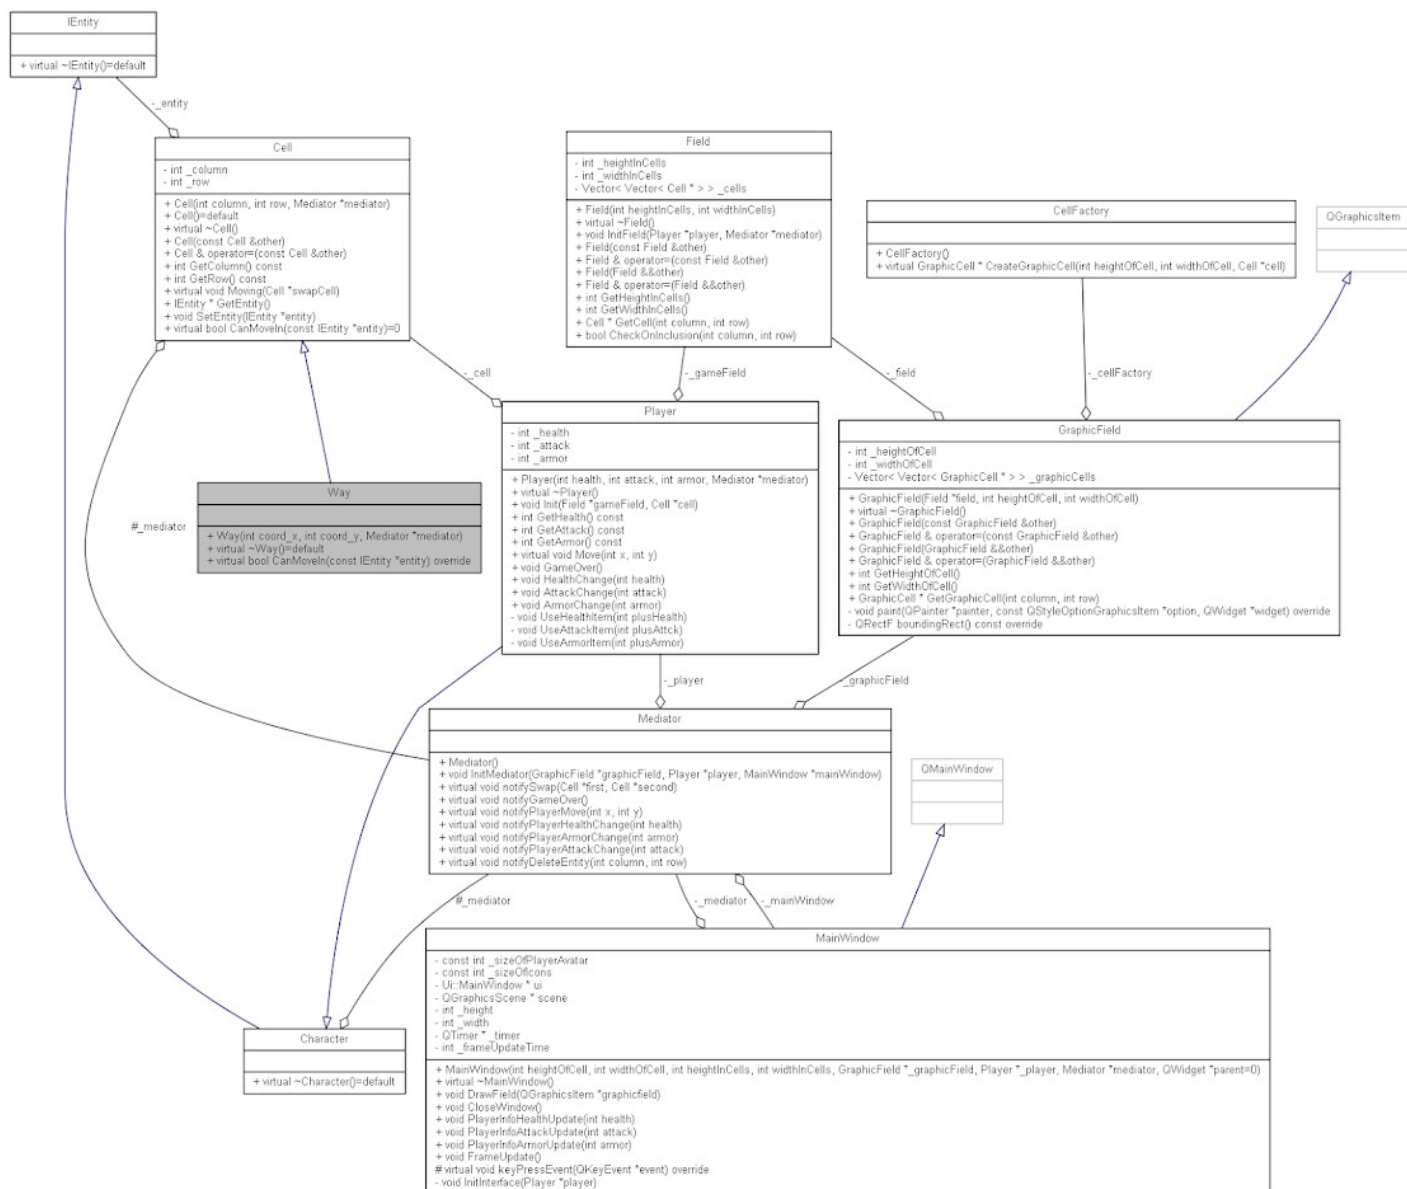 IEntity
+ virtual ~IEntity()=default
-_entity
Cell
- int _column
- int _row
+ Cell(int column, int row, Mediator *mediator)
+ Cell()=default
+ virtual ~Cell()
+ Cell(const Cell &other)
+ Cell & operator=(const Cell &other)
+ int GetColumn() const
+ int GetRow() const
+ virtual void Moving(Cell *swapCell)
+ IEntity * GetEntity()
+ void SetEntity(IEntity *entity)
+ virtual bool CanMoveIn(const IEntity *entity)=0
Field
- int _heightInCells
- int _widthInCells
- Vector< Vector< Cell * > > _cells
+ Field(int heightInCells, int widthInCells)
+ virtual ~Field()
+ void InitField(Player *player, Mediator *mediator)
+ Field(const Field &other)
+ Field & operator=(const Field &other)
+ Field(Field &&other)
+ Field & operator=(Field &&other)
+ int GetHeightInCells()
+ int GetWidthInCells()
+ Cell * GetCell(int column, int row)
+ bool CheckOnInclusion(int column, int row)
CellFactory
+ CellFactory()
+ virtual GraphicCell * CreateGraphicCell(int heightOfCell, int widthOfCell, Cell *cell)
QGraphicsItem
-_cell
-_gameField
-_field
-_cellFactory
Player
- int _health
- int _attack
- int _armor
+ Player(int health, int attack, int armor, Mediator *mediator)
+ virtual ~Player()
+ void Init(Field *gameField, Cell *cell)
+ int GetHealth() const
+ int GetAttack() const
+ int GetArmor() const
+ virtual void Move(int x, int y)
+ void GameOver()
+ void HealthChange(int health)
+ void AttackChange(int attack)
+ void ArmorChange(int armor)
- void UseHealthItem(int plusHealth)
- void UseAttackItem(int plusAttck)
- void UseArmorItem(int plusArmor)
GraphicField
- int _heightOfCell
- int _widthOfCell
- Vector< Vector< GraphicCell * > > _graphicCells
+ GraphicField(Field *field, int heightOfCell, int widthOfCell)
+ virtual ~GraphicField()
+ GraphicField(const GraphicField &other)
+ GraphicField & operator=(const GraphicField &other)
+ GraphicField(GraphicField &&other)
+ GraphicField & operator=(GraphicField &&other)
+ int GetHeightOfCell()
+ int GetWidthOfCell()
+ GraphicCell * GetGraphicCell(int column, int row)
- void paint(QPainter *painter, const QStyleOptionGraphicsItem *option, QWidget *widget) override
- QRectF boundingRect() const override
Way
+ Way(int coord_x, int coord_y, Mediator *mediator)
+ virtual ~Way()=default
+ virtual bool CanMoveIn(const IEntity *entity) override
#_mediator
-_player
-_graphicField
Mediator
+ Mediator()
+ void InitMediator(GraphicField *graphicField, Player *player, MainWindow *mainWindow)
+ virtual void notifySwap(Cell *first, Cell *second)
+ virtual void notifyGameOver()
+ virtual void notifyPlayerMove(int x, int y)
+ virtual void notifyPlayerHealthChange(int health)
+ virtual void notifyPlayerArmorChange(int armor)
+ virtual void notifyPlayerAttackChange(int attack)
+ virtual void notifyDeleteEntity(int column, int row)
QMainWindow
#_mediator
-_mediator
-_mainWindow
MainWindow
- const int _sizeOfPlayerAvatar
- const int _sizeOfIcons
- Ui::MainWindow * ui
- QGraphicsScene * scene
- int _height
- int _width
- QTimer * _timer
- int _frameUpdateTime
+ MainWindow(int heightOfCell, int widthOfCell, int heightInCells, int widthInCells, GraphicField *_graphicField, Player *_player, Mediator *mediator, QWidget *parent=0)
+ virtual ~MainWindow()
+ void DrawField(QGraphicsItem *graphicfield)
+ void CloseWindow()
+ void PlayerInfoHealthUpdate(int health)
+ void PlayerInfoAttackUpdate(int attack)
+ void PlayerInfoArmorUpdate(int armor)
+ void FrameUpdate()
# virtual void keyPressEvent(QKeyEvent *event) override
- void InitInterface(Player *player)
Character
+ virtual ~Character()=default